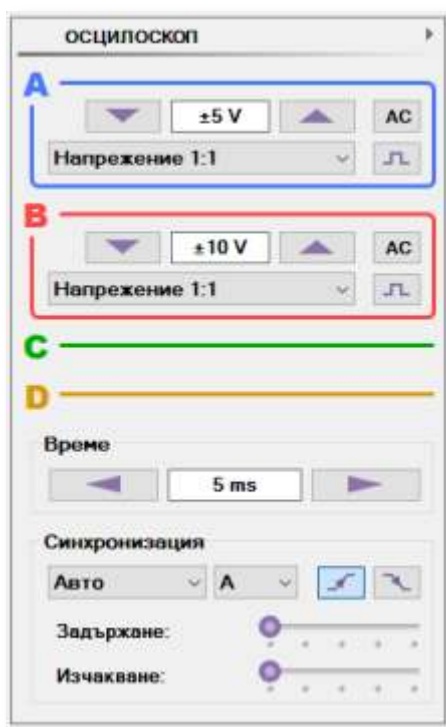 ОСЦИЛОСКОП
A
±5 V AC
Напрежение 1:1
B
±10 V AC
Напрежение 1:1
C
D
Време
5 ms
Синхронизация
Авто A
Задържане:
Изчакване: